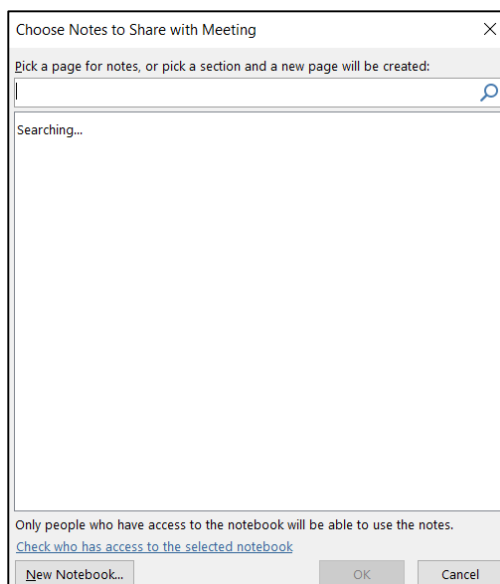 Choose Notes to Share with Meeting
Pick a page for notes, or pick a section and a new page will be created:
Searching...
Only people who have access to the notebook will be able to use the notes.
Check who has access to the selected notebook
New Notebook... OK Cancel